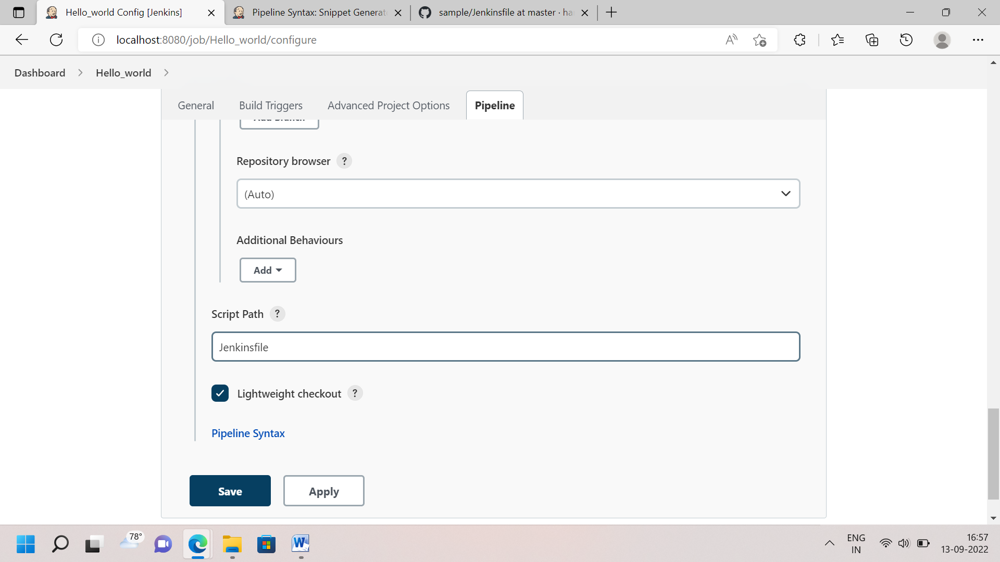 Hello_world Config [Jenkins]
Pipeline Syntax: Snippet Generat
sample/Jenkinsfile at master · ha
localhost:8080/job/Hello_world/configure
Dashboard
Hello_world
General
Build Triggers
Advanced Project Options
Pipeline
Add Branch
Repository browser ?
(Auto)
Additional Behaviours
Add
Script Path ?
Jenkinsfile
Lightweight checkout ?
Pipeline Syntax
Save
Apply
78°
ENG
IN
16:57
13-09-2022